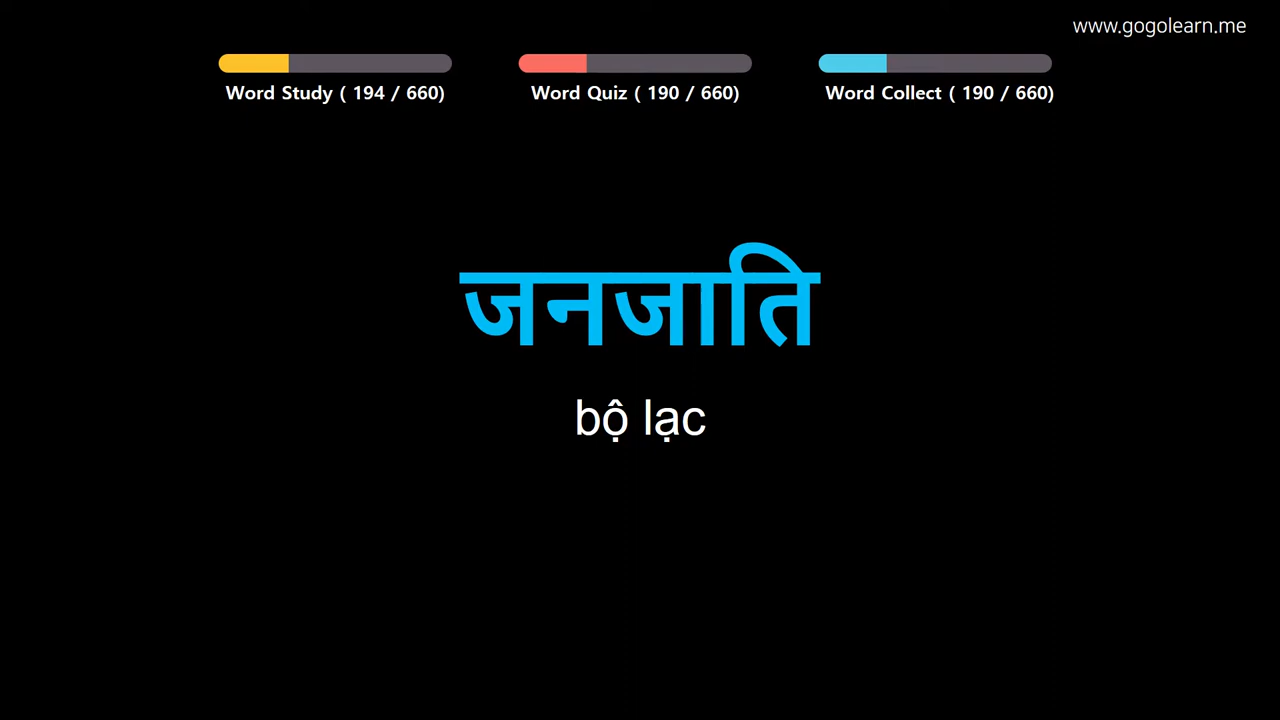 www.gogolearn.me
Word Study ( 194 / 660)
Word Quiz ( 190 / 660)
Word Collect ( 190 / 660)
जनजाति
bộ lạc